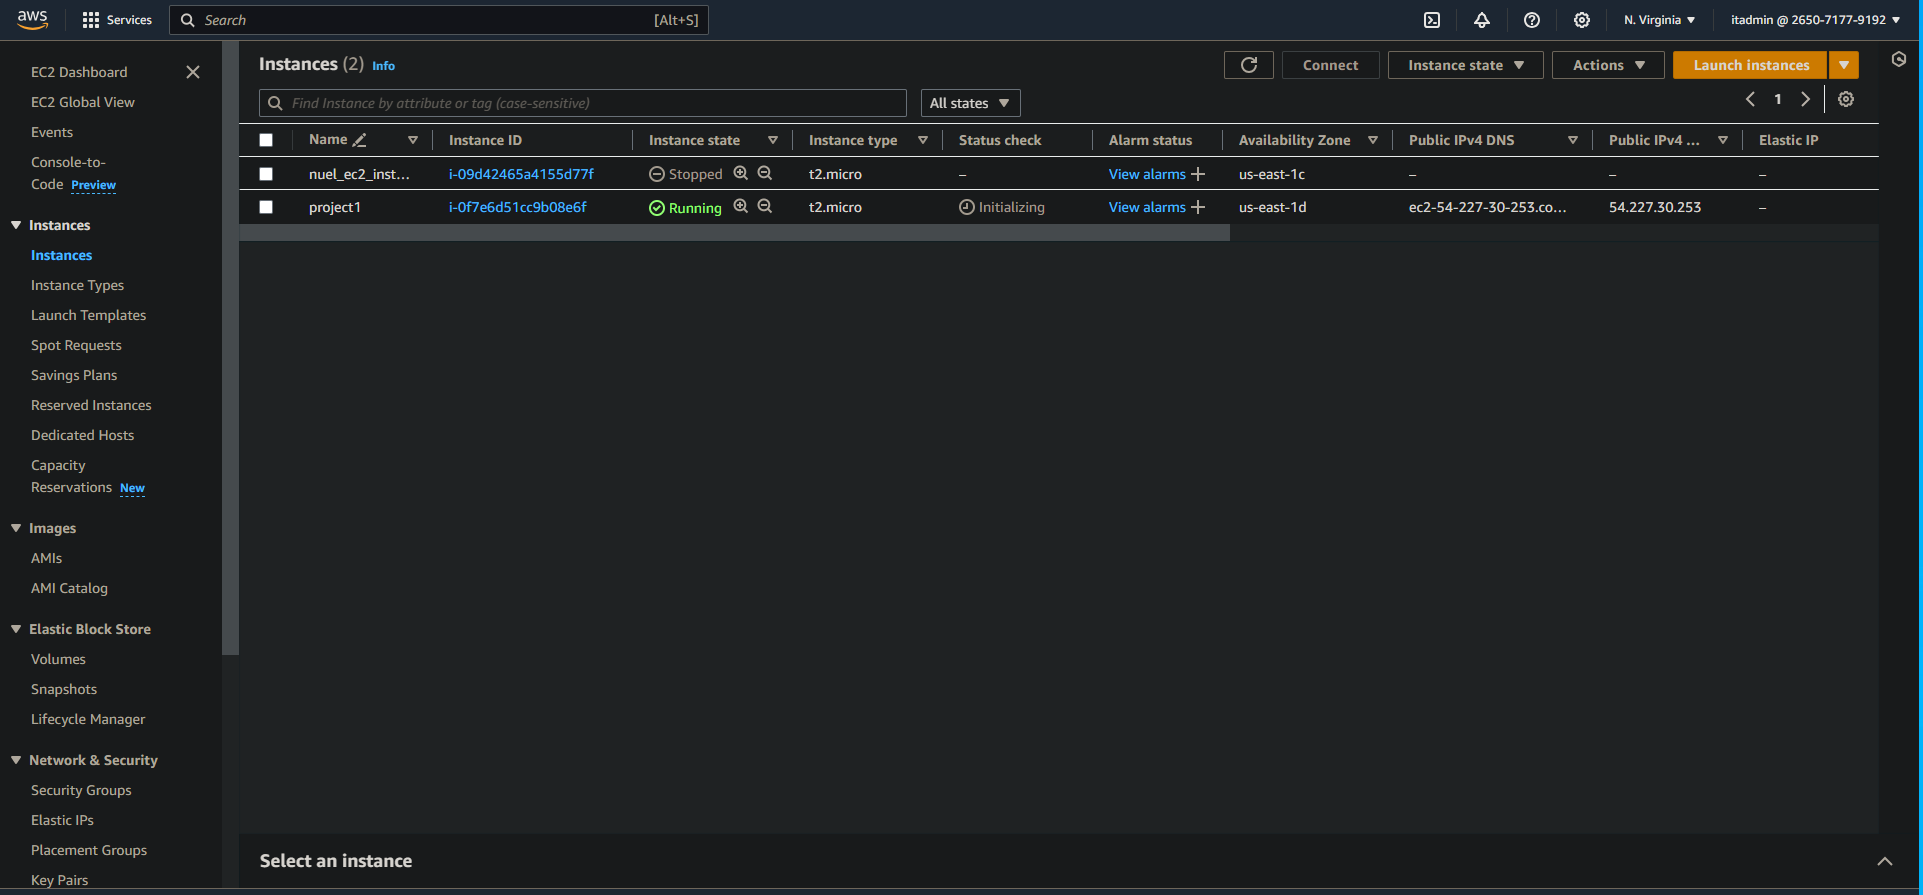 aws
Services
Search [Alt+S]
N. Virginia
itadmin @ 2650-7177-9192
EC2 Dashboard
EC2 Global View
Events
Console-to-
Code Preview
Instances
Instances
Instance Types
Launch Templates
Spot Requests
Savings Plans
Reserved Instances
Dedicated Hosts
Capacity
Reservations New
Images
AMIs
AMI Catalog
Elastic Block Store
Volumes
Snapshots
Lifecycle Manager
Network & Security
Security Groups
Elastic IPs
Placement Groups
Key Pairs
Instances (2) Info
Connect
Instance state
Actions
Launch instances
Find Instance by attribute or tag (case-sensitive)
All states
1
Name Instance ID Instance state Instance type Status check Alarm status Availability Zone Public IPv4 DNS Public IPv4 ... Elastic IP
nuel_ec2_inst... i-09d42465a4155d77f Stopped t2.micro – View alarms us-east-1c – – –
project1 i-0f7e6d51cc9b08e6f Running t2.micro Initializing View alarms us-east-1d ec2-54-227-30-253.co... 54.227.30.253 –
Select an instance